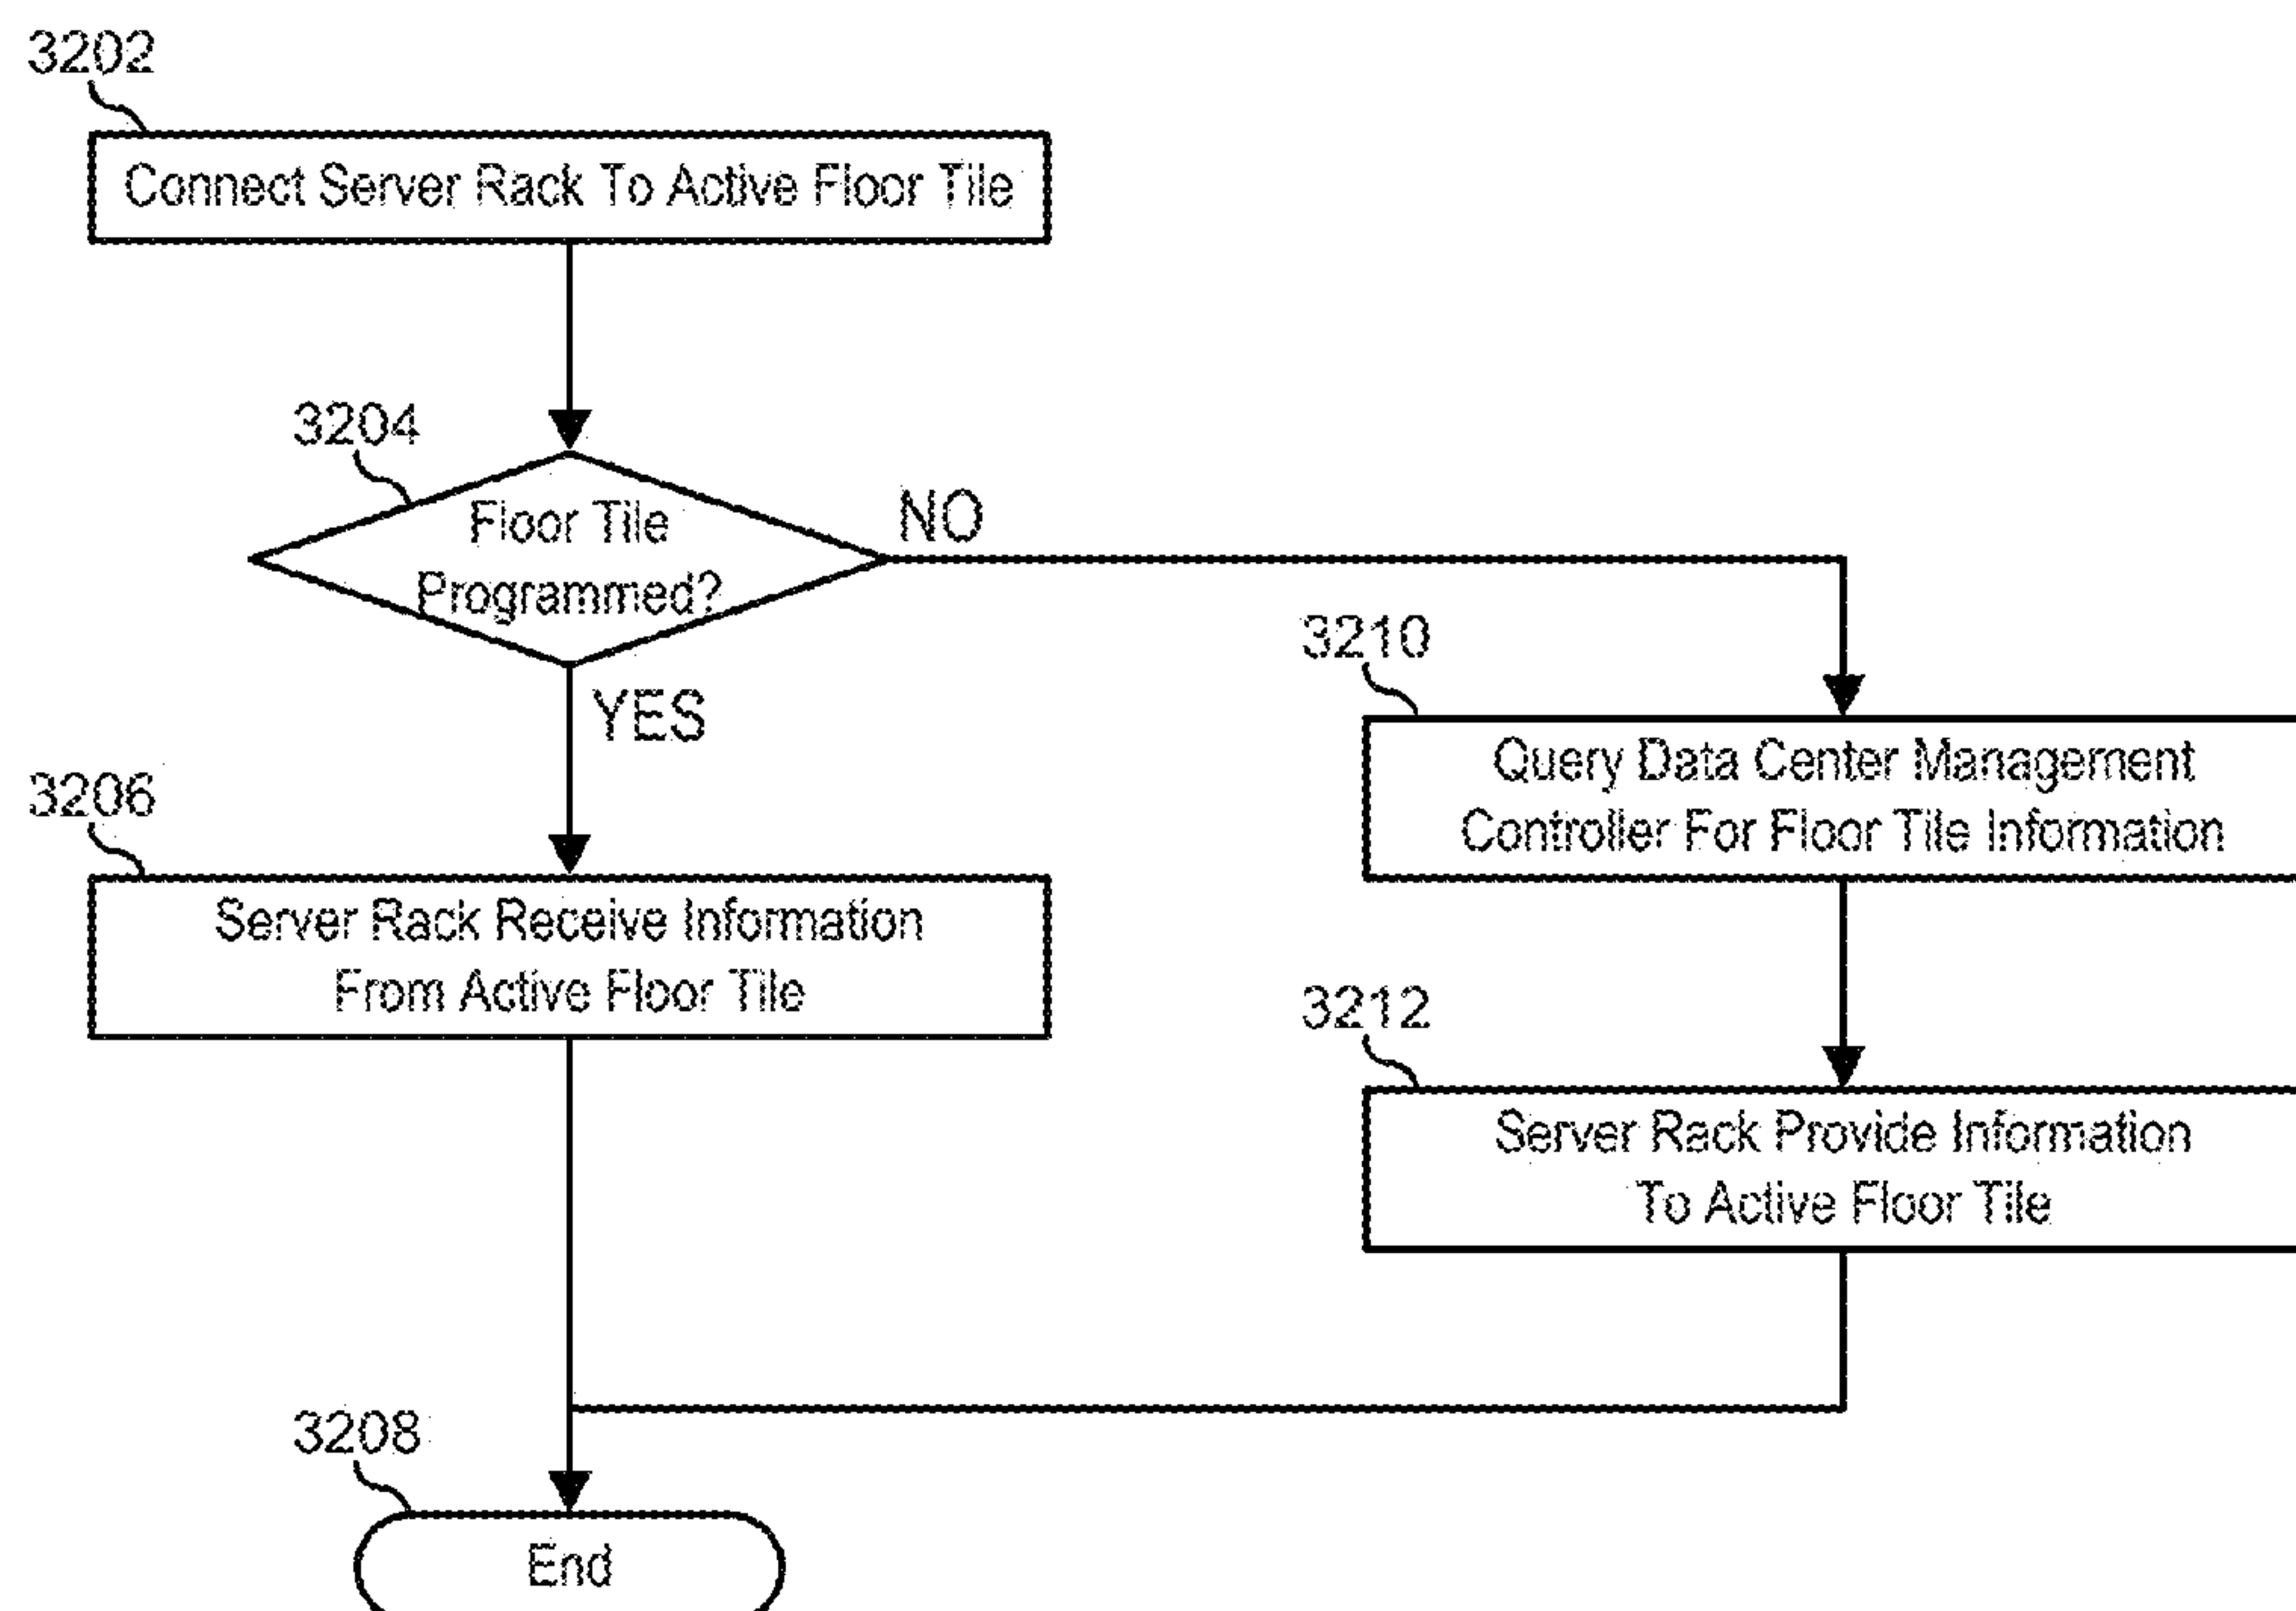 3202
Connect Server Rack To Active Floor Tile
3204
Floor Tile
Programmed?
NO
YES
3206
Server Rack Receive Information
From Active Floor Tile
3210
Query Data Center Management
Controller For Floor Tile Information
3212
Server Rack Provide Information
To Active Floor Tile
3208
End